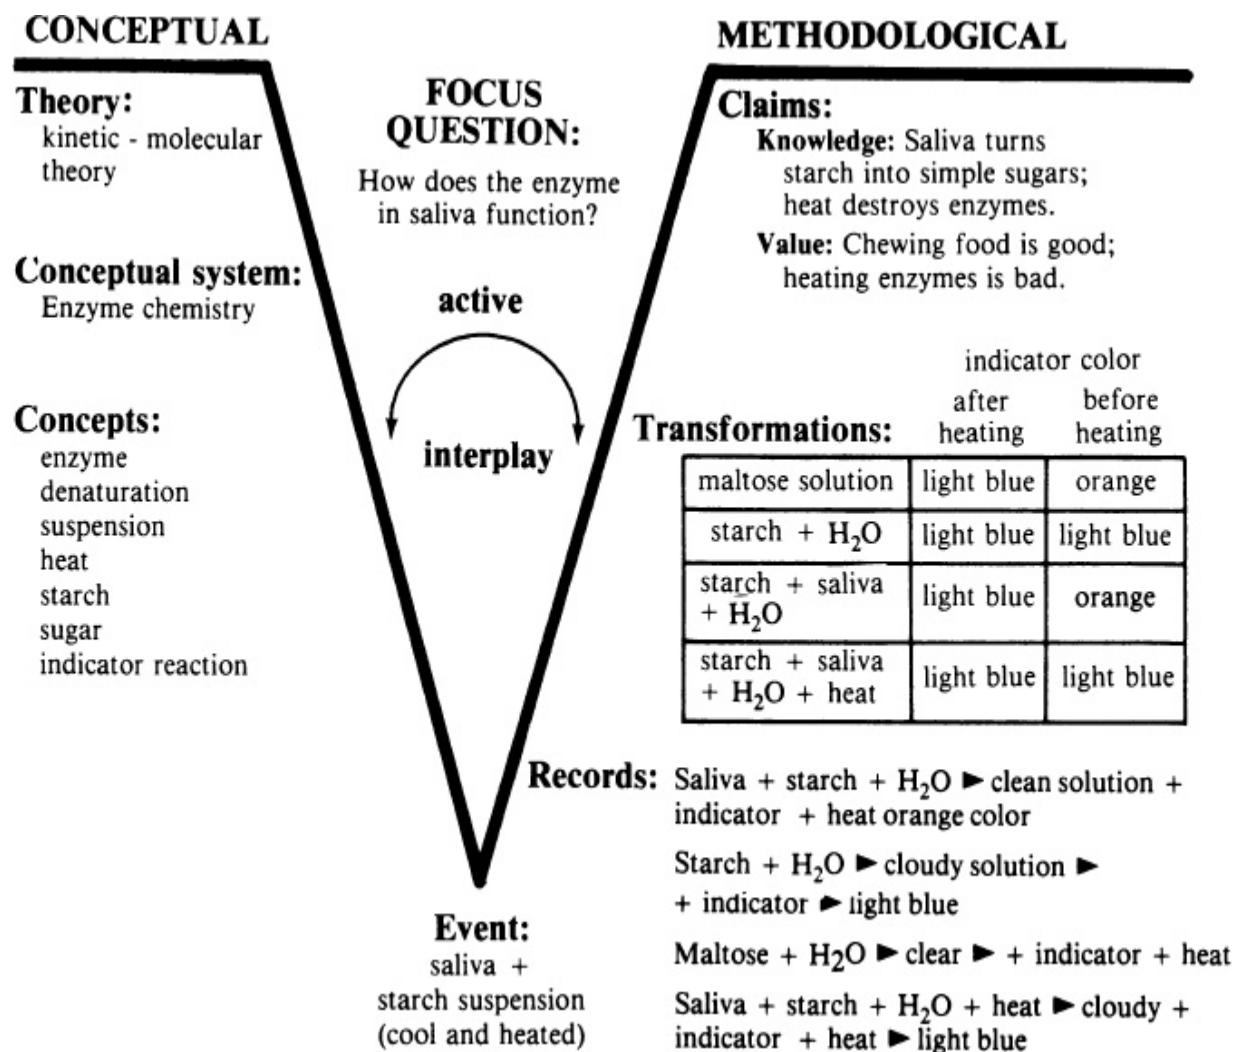 CONCEPTUAL
Theory:
kinetic - molecular
theory
Conceptual system:
Enzyme chemistry
Concepts:
enzyme
denaturation
suspension
heat
starch
sugar
indicator reaction
FOCUS
QUESTION:
How does the enzyme
in saliva function?
active
interplay
Event:
saliva +
starch suspension
(cool and heated)
METHODOLOGICAL
Claims:
Knowledge: Saliva turns
starch into simple sugars;
heat destroys enzymes.
Value: Chewing food is good;
heating enzymes is bad.
indicator color
after before
Transformations: heating heating
maltose solution light blue orange
starch + H₂O light blue light blue
starch + saliva
+ H₂O light blue orange
starch + saliva
+ H₂O + heat light blue light blue
Records: Saliva + starch + H₂O ► clean solution +
indicator + heat orange color
Starch + H₂O ► cloudy solution ►
+ indicator ► light blue
Maltose + H₂O ► clear ► + indicator + heat
Saliva + starch + H₂O + heat ► cloudy +
indicator + heat ► light blue